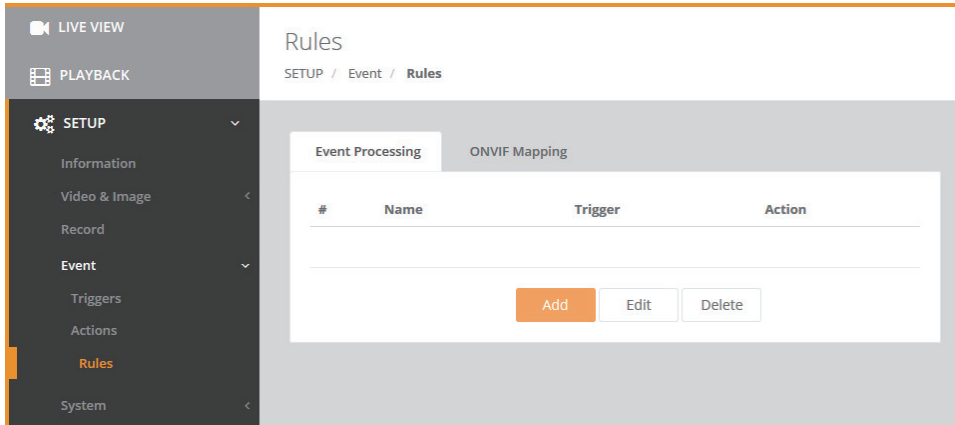 LIVE VIEW
PLAYBACK
SETUP
Information
Video & Image
Record
Event
Triggers
Actions
Rules
System
Rules
SETUP / Event / Rules
Event Processing ONVIF Mapping
# Name Trigger Action
Add Edit Delete